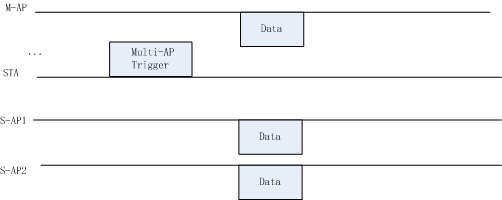 M-AP
Data
...
Multi-AP
Trigger
STA
S-AP1
Data
S-AP2
Data